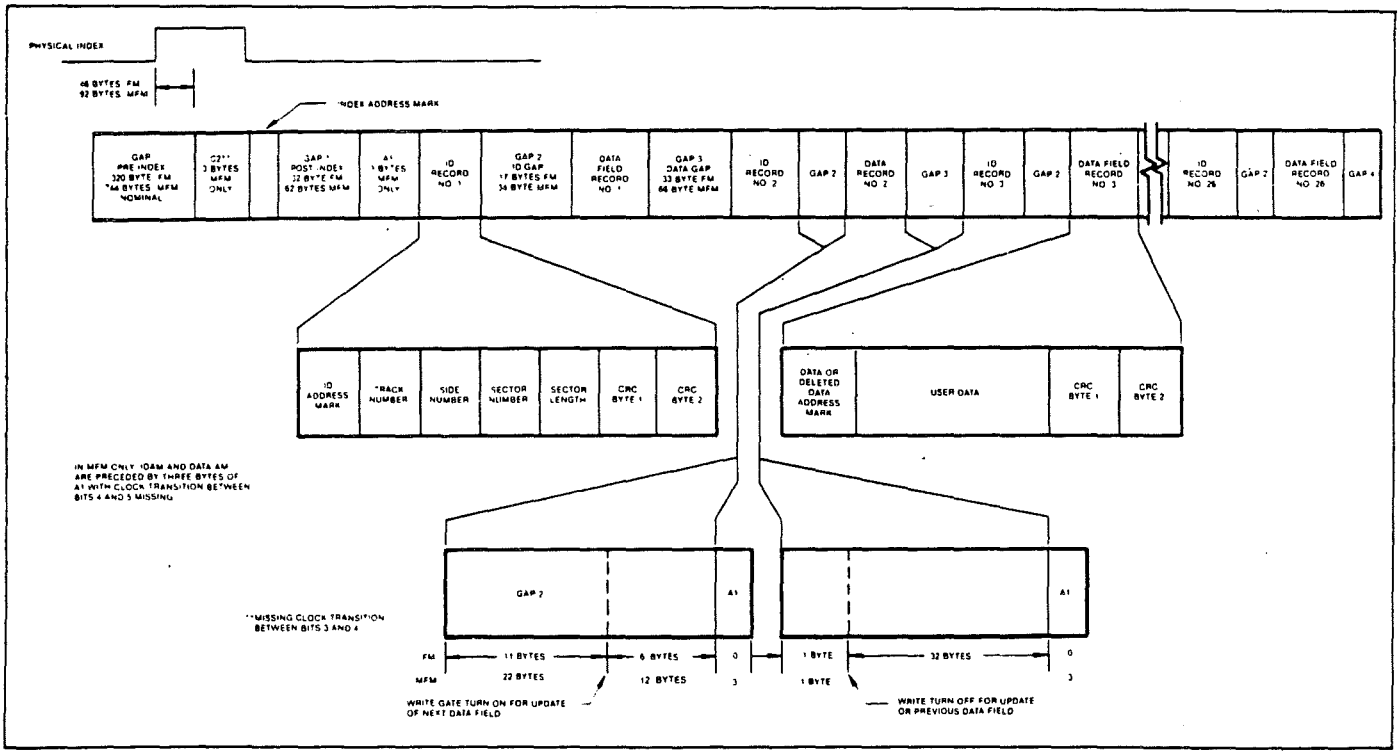 PHYSICAL INDEX
46 BYTES FM
92 BYTES MFM
INDEX ADDRESS MARK
GAP
PRE INDEX
320 BYTE FM
BYTES MFM
NOMINAL
C2**
3 BYTES
MFM
ONLY
GAP 1
POST INDEX
32 BYTE FM
62 BYTES MFM
A1
BYTES
MFM
ONLY
ID
RECORD
NO. 1
GAP 2
ID GAP
17 BYTES FM
34 BYTE MFM
DATA
FIELD
RECORD
NO. 1
GAP 3
DATA GAP
33 BYTE FM
66 BYTE MFM
ID
RECORD
NO. 2
GAP 2
DATA
RECORD
NO. 2
GAP 3
ID
RECORD
NO. 3
GAP 2
DATA FIELD
RECORD
NO. 3
ID
RECORD
NO. 26
GAP 2
DATA FIELD
RECORD
NO. 26
GAP 4
ID
ADDRESS
MARK
TRACK
NUMBER
SIDE
NUMBER
SECTOR
NUMBER
SECTOR
LENGTH
CRC
BYTE 1
CRC
BYTE 2
DATA OR
DELETED
DATA
ADDRESS
MARK
USER DATA
CRC
BYTE 1
CRC
BYTE 2
IN MFM ONLY IDAM AND DATA AM
ARE PRECEDED BY THREE BYTES OF
A1 WITH CLOCK TRANSITION BETWEEN
BITS 4 AND 5 MISSING
GAP 2
A1
A1
**MISSING CLOCK TRANSITION
BETWEEN BITS 3 AND 4
FM 11 BYTES 6 BYTES 0 1 BYTE 32 BYTES 0
MFM 22 BYTES 12 BYTES 3 1 BYTE 3
WRITE GATE TURN ON FOR UPDATE
OF NEXT DATA FIELD
WRITE TURN OFF FOR UPDATE
OR PREVIOUS DATA FIELD